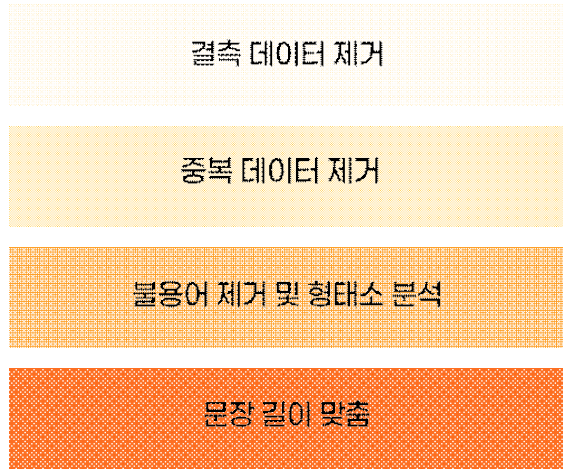 결측 데이터 제거
중복 데이터 제거
불용어 제거 및 형태소 분석
문장 길이 맞춤